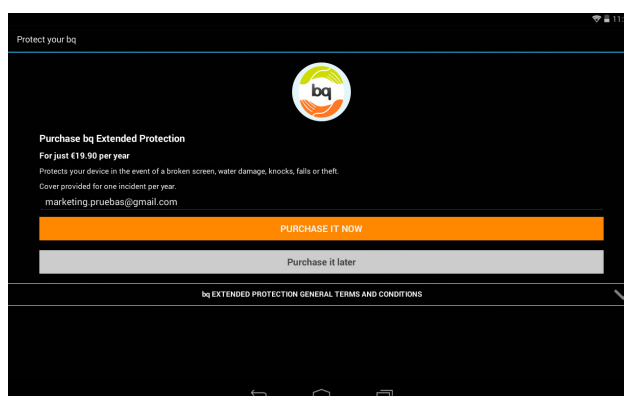 11:
Protect your bq
bq
Purchase bq Extended Protection
For just €19.90 per year
Protects your device in the event of a broken screen, water damage, knocks, falls or theft.
Cover provided for one incident per year.
marketing.pruebas@gmail.com
PURCHASE IT NOW
Purchase it later
bq EXTENDED PROTECTION GENERAL TERMS AND CONDITIONS